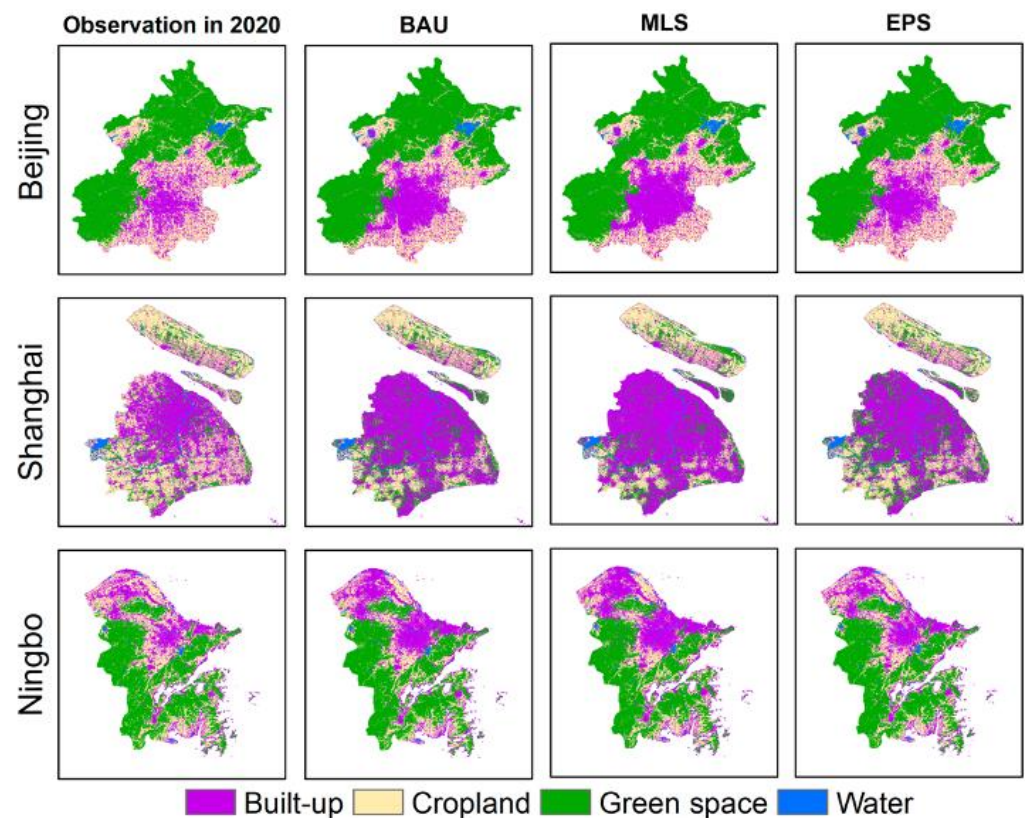 Observation in 2020 BAU MLS EPS
Beijing
Shanghai
Ningbo
Built-up Cropland Green space Water